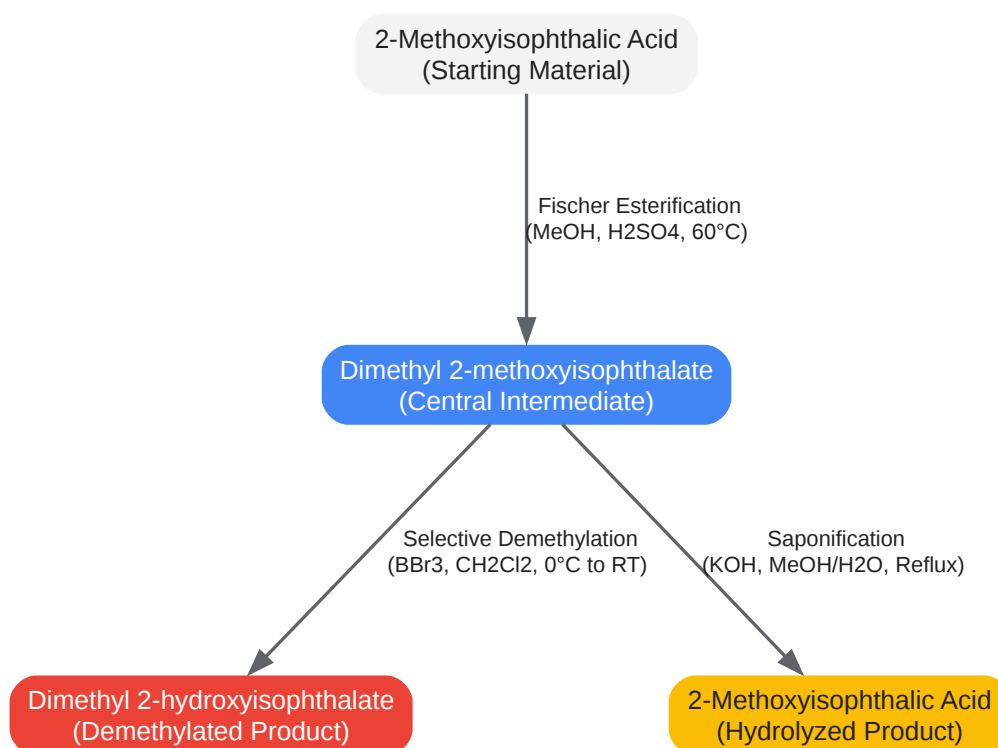 2-Methoxyisophthalic Acid
(Starting Material)
Fischer Esterification
(MeOH, H2SO4, 60°C)
Dimethyl 2-methoxyisophthalate
(Central Intermediate)
Selective Demethylation
(BBr3, CH2Cl2, 0°C to RT)
Saponification
(KOH, MeOH/H2O, Reflux)
Dimethyl 2-hydroxyisophthalate
(Demethylated Product)
2-Methoxyisophthalic Acid
(Hydrolyzed Product)